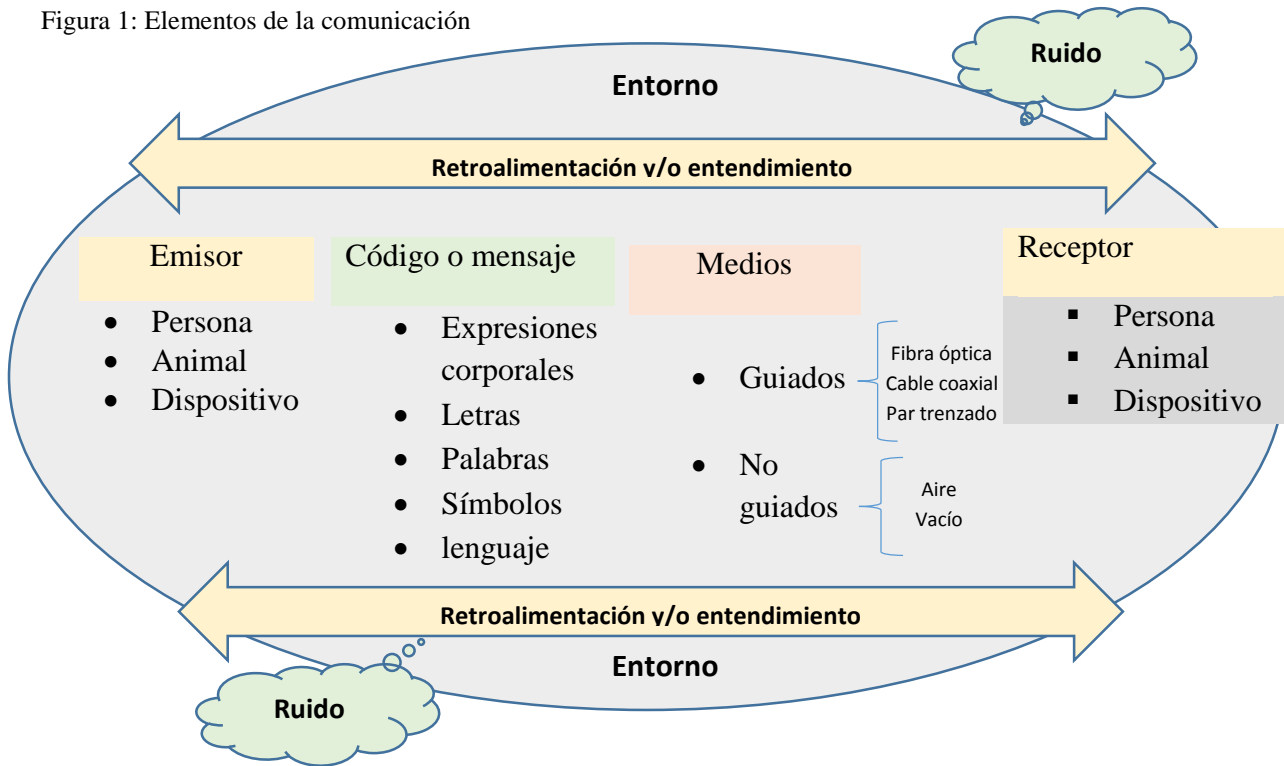 Figura 1: Elementos de la comunicación
Ruido
Entorno
Retroalimentación y/o entendimiento
Emisor
Persona
Animal
Dispositivo
Código o mensaje
Expresiones
corporales
Letras
Palabras
Símbolos
lenguaje
Medios
Guiados
Fibra óptica
Cable coaxial
Par trenzado
No
guiados
Aire
Vacío
Receptor
Persona
Animal
Dispositivo
Retroalimentación y/o entendimiento
Entorno
Ruido